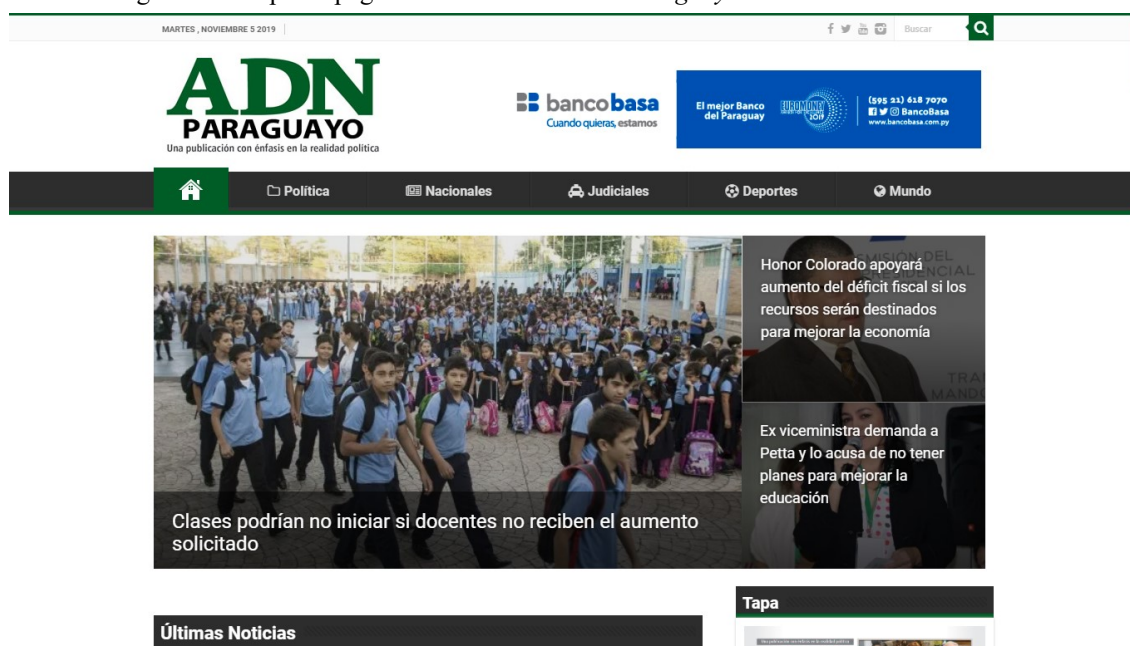 MARTES , NOVIEMBRE 5 2019
Buscar
ADN
PARAGUAYO
Una publicación con énfasis en la realidad política
banco basa
Cuando quieras, estamos
El mejor Banco
del Paraguay
EUROMONEY
2019
(595 21) 618 7070
BancoBasa
www.bancobasa.com.py
Política
Nacionales
Judiciales
Deportes
Mundo
Clases podrían no iniciar si docentes no reciben el aumento
solicitado
Honor Colorado apoyará
aumento del déficit fiscal si los
recursos serán destinados
para mejorar la economía
Ex viceministra demanda a
Petta y lo acusa de no tener
planes para mejorar la
educación
Últimas Noticias
Tapa